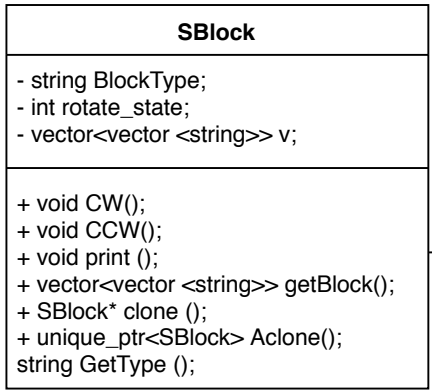 SBlock
- string BlockType;
- int rotate_state;
- vector<vector <string>> v;
+ void CW();
+ void CCW();
+ void print ();
+ vector<vector <string>> getBlock();
+ SBlock* clone ();
+ unique_ptr<SBlock> Aclone();
string GetType ();